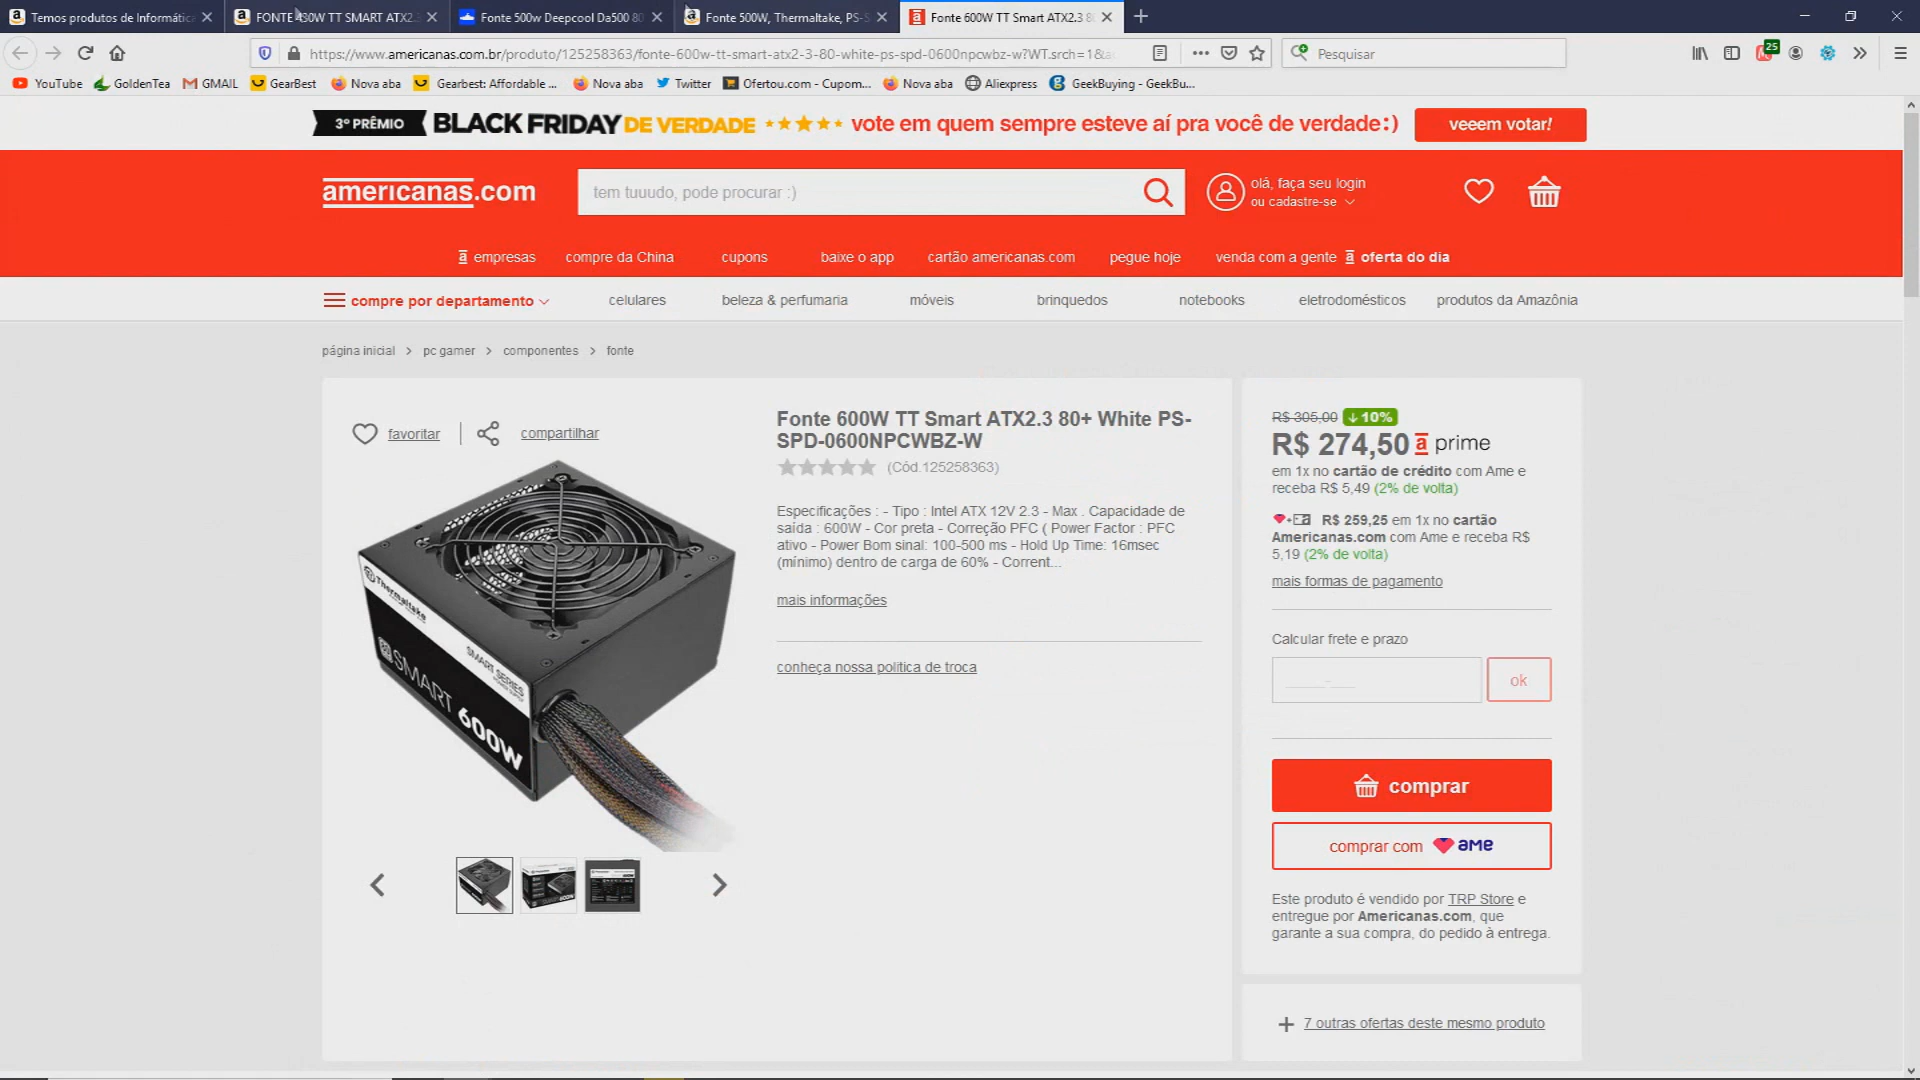 Temos produtos de Informátic
FONTE 430W TT SMART ATX2.3
Fonte 500w Deepcool Da500 80
Fonte 500W, Thermaltake, PS-S
Fonte 600W TT Smart ATX2.3 8
https://www.americanas.com.br/produto/125258363/fonte-600w-tt-smart-atx2-3-80-white-ps-spd-0600npcwbz-w?WT.srch=1&a
Pesquisar
25
YouTube
GoldenTea
GMAIL
GearBest
Nova aba
Gearbest: Affordable ...
Nova aba
Twitter
Ofertou.com - Cupom...
Nova aba
Aliexpress
GeekBuying - GeekBu...
3º PRÊMIO BLACK FRIDAY DE VERDADE vote em quem sempre esteve aí pra você de verdade:) veeem votar!
americanas.com
tem tuuudo, pode procurar :)
olá, faça seu login
ou cadastre-se
a empresas
compre da China
cupons
baixe o app
cartão americanas.com
pegue hoje
venda com a gente
a oferta do dia
compre por departamento
celulares
beleza & perfumaria
móveis
brinquedos
notebooks
eletrodomésticos
produtos da Amazônia
página inicial > pc gamer > componentes > fonte
favoritar
compartilhar
Thermaltake
SMART SERIES
POWER SUPPLY
SMART 600W
Fonte 600W TT Smart ATX2.3 80+ White PS-
SPD-0600NPCWBZ-W
(Cód.125258363)
Especificações : - Tipo : Intel ATX 12V 2.3 - Max . Capacidade de
saída : 600W - Cor preta - Correção PFC ( Power Factor : PFC
ativo - Power Bom sinal: 100-500 ms - Hold Up Time: 16msec
(mínimo) dentro de carga de 60% - Corrent...
mais informações
conheça nossa política de troca
R$ 305,00 10%
R$ 274,50 a prime
em 1x no cartão de crédito com Ame e
receba R$ 5,49 (2% de volta)
R$ 259,25 em 1x no cartão
Americanas.com com Ame e receba R$
5,19 (2% de volta)
mais formas de pagamento
Calcular frete e prazo
_____-___
ok
comprar
comprar com ame
Este produto é vendido por TRP Store e
entregue por Americanas.com, que
garante a sua compra, do pedido à entrega.
+ 7 outras ofertas deste mesmo produto